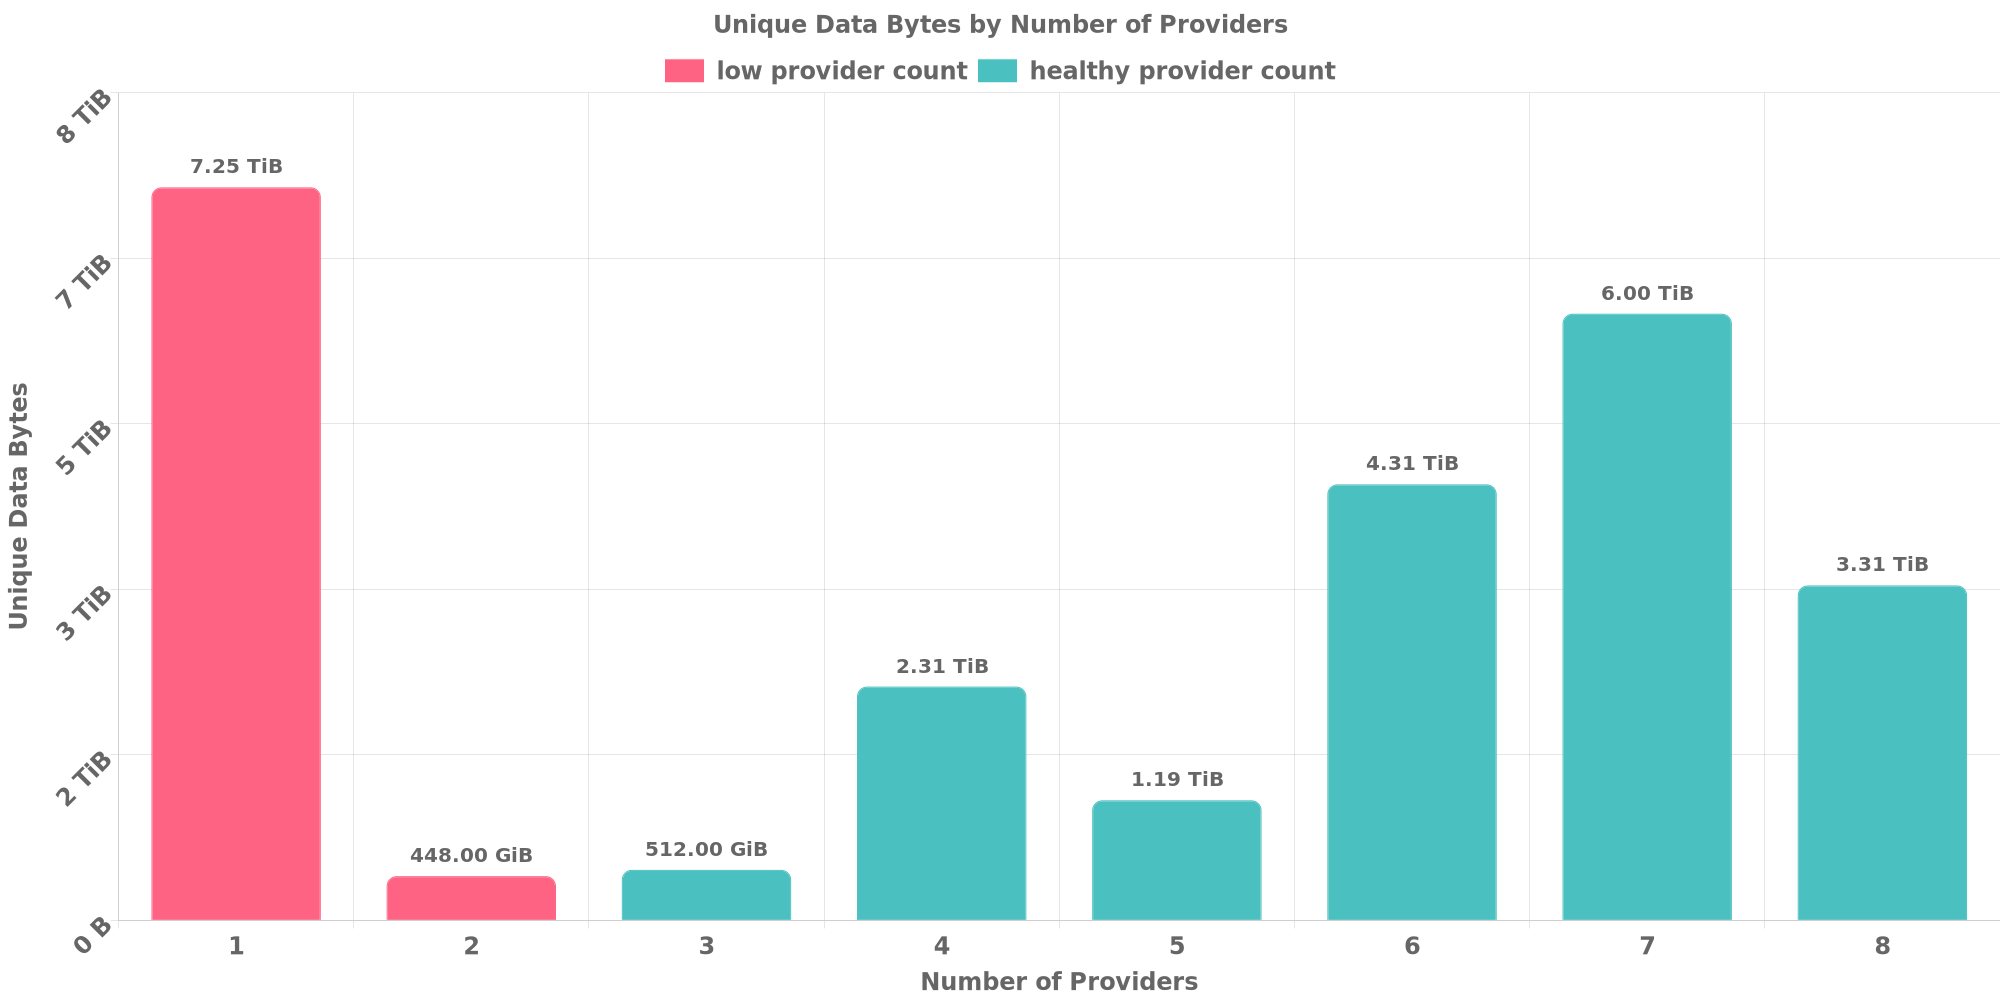 Unique Data Bytes by Number of Providers
low provider count healthy provider count
8 TiB
7 TiB
5 TiB
3 TiB
2 TiB
0 B
Unique Data Bytes
7.25 TiB
448.00 GiB
512.00 GiB
2.31 TiB
1.19 TiB
4.31 TiB
6.00 TiB
3.31 TiB
1 2 3 4 5 6 7 8
Number of Providers